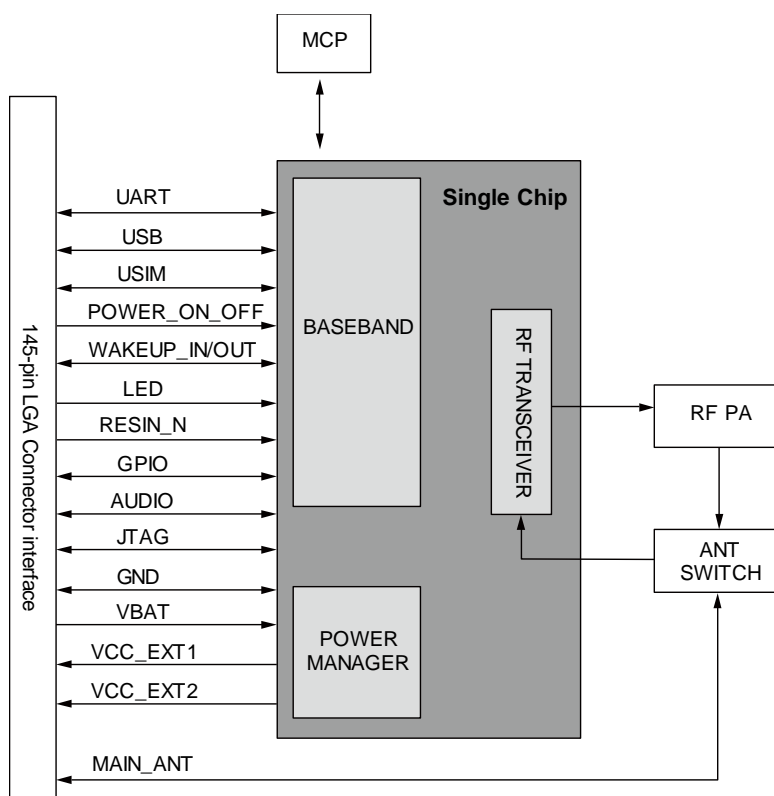 MCP
Single Chip
UART
USB
USIM
POWER_ON_OFF
WAKEUP_IN/OUT
LED
RESIN_N
GPIO
AUDIO
JTAG
GND
VBAT
VCC_EXT1
VCC_EXT2
MAIN_ANT
145-pin LGA Connector interface
BASEBAND
POWER
MANAGER
RF TRANSCEIVER
RF PA
ANT
SWITCH